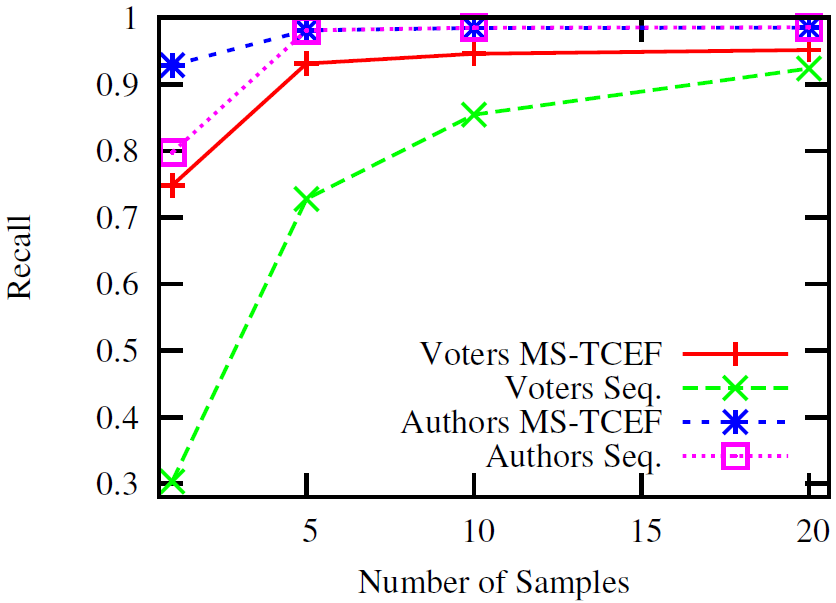 1
0.9
0.8
0.7
0.6
0.5
0.4
0.3
Recall
Voters MS-TCEF
Voters Seq.
Authors MS-TCEF
Authors Seq.
5 10 15 20
Number of Samples